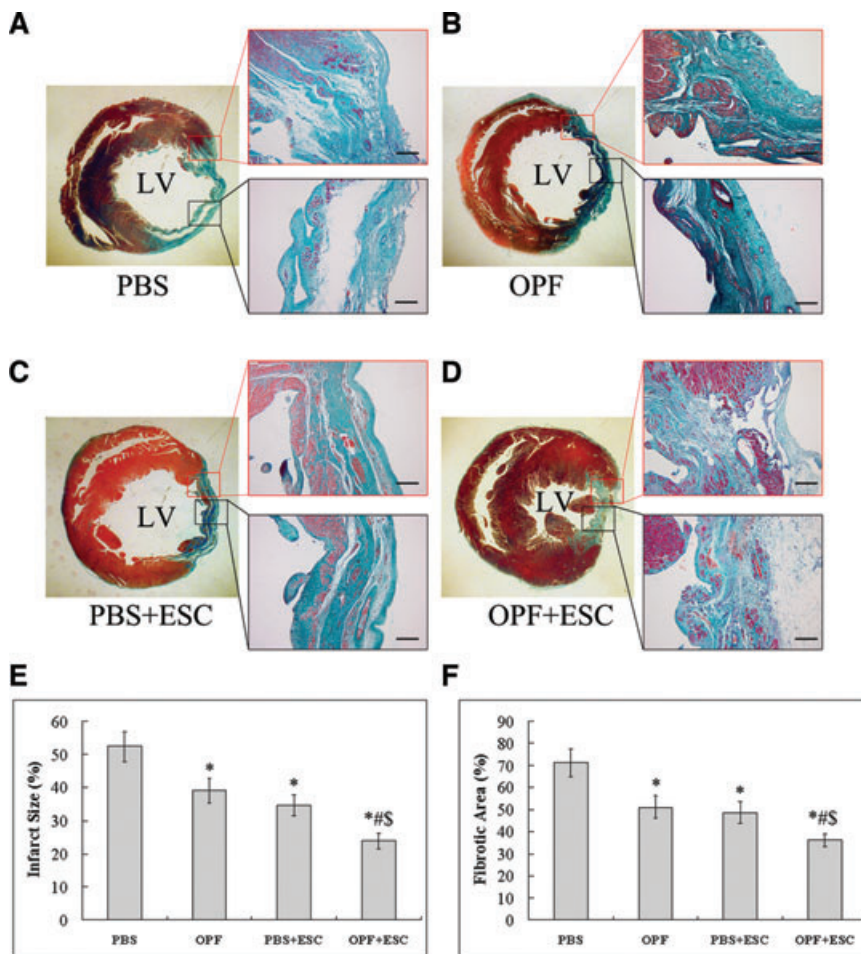 A
B
LV
LV
PBS
OPF
C
D
LV
LV
PBS+ESC
OPF+ESC
E
F
Infarct Size (%)
60
50
40
30
20
10
0
*
*
*#$
PBS
OPF
PBS+ESC
OPF+ESC
Fibrotic Area (%)
90
80
70
60
50
40
30
20
10
0
*
*
*#$
PBS
OPF
PBS+ESC
OPF+ESC